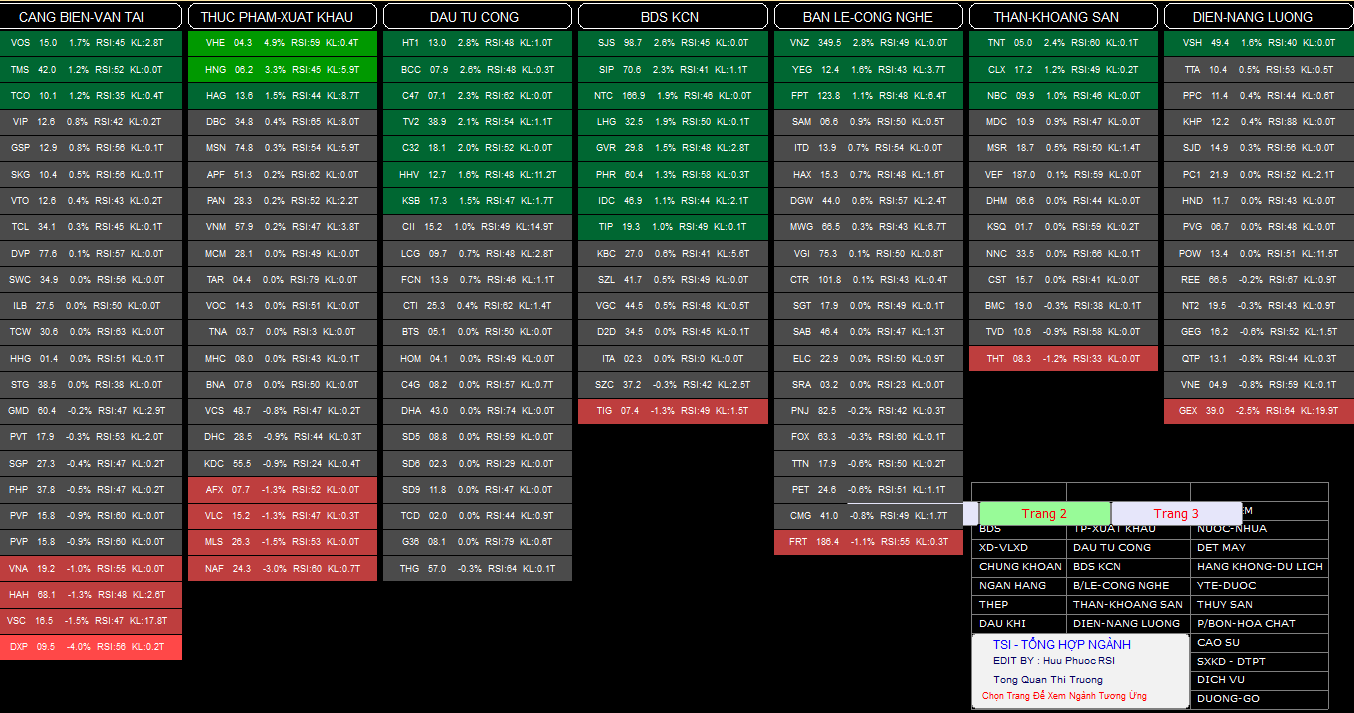 CANG BIEN-VAN TAI
VOS 15.0 1.7% RSI:45 KL:2.8T
TMS 42.0 1.2% RSI:52 KL:0.0T
TCO 10.1 1.2% RSI:35 KL:0.4T
VIP 12.6 0.8% RSI:42 KL:0.2T
GSP 12.9 0.8% RSI:56 KL:0.1T
SKG 10.4 0.5% RSI:56 KL:0.1T
VTO 12.6 0.4% RSI:43 KL:0.2T
TCL 34.1 0.3% RSI:45 KL:0.1T
DVP 77.6 0.1% RSI:57 KL:0.0T
SWC 34.9 0.0% RSI:56 KL:0.0T
ILB 27.5 0.0% RSI:50 KL:0.0T
TCW 30.6 0.0% RSI:63 KL:0.0T
HHG 01.4 0.0% RSI:51 KL:0.1T
STG 38.5 0.0% RSI:38 KL:0.0T
GMD 60.4 -0.2% RSI:47 KL:2.9T
PVT 17.9 -0.3% RSI:53 KL:2.0T
SGP 27.3 -0.4% RSI:47 KL:0.2T
PHP 37.8 -0.5% RSI:47 KL:0.2T
PVP 15.8 -0.9% RSI:60 KL:0.0T
PVP 15.8 -0.9% RSI:60 KL:0.0T
VNA 19.2 -1.0% RSI:55 KL:0.0T
HAH 68.1 -1.3% RSI:48 KL:2.6T
VSC 16.5 -1.5% RSI:47 KL:17.8T
DXP 09.5 -4.0% RSI:56 KL:0.2T
THUC PHAM-XUAT KHAU
VHE 04.3 4.9% RSI:59 KL:0.4T
HNG 06.2 3.3% RSI:45 KL:5.9T
HAG 13.6 1.5% RSI:44 KL:8.7T
DBC 34.8 0.4% RSI:65 KL:8.0T
MSN 74.8 0.3% RSI:54 KL:5.9T
APF 51.3 0.2% RSI:62 KL:0.0T
PAN 28.3 0.2% RSI:52 KL:2.2T
VNM 57.9 0.2% RSI:47 KL:3.8T
MCM 28.1 0.0% RSI:49 KL:0.0T
TAR 04.4 0.0% RSI:79 KL:0.0T
VOC 14.3 0.0% RSI:51 KL:0.0T
TNA 03.7 0.0% RSI:3 KL:0.0T
MHC 08.0 0.0% RSI:43 KL:0.1T
BNA 07.6 0.0% RSI:50 KL:0.0T
VCS 48.7 -0.8% RSI:47 KL:0.2T
DHC 28.5 -0.9% RSI:44 KL:0.3T
KDC 55.5 -0.9% RSI:24 KL:0.4T
AFX 07.7 -1.3% RSI:52 KL:0.0T
VLC 15.2 -1.3% RSI:47 KL:0.3T
MLS 26.3 -1.5% RSI:53 KL:0.0T
NAF 24.3 -3.0% RSI:60 KL:0.7T
DAU TU CONG
HT1 13.0 2.8% RSI:48 KL:1.0T
BCC 07.9 2.6% RSI:48 KL:0.3T
C47 07.1 2.3% RSI:62 KL:0.0T
TV2 38.9 2.1% RSI:54 KL:1.1T
C32 18.1 2.0% RSI:52 KL:0.0T
HHV 12.7 1.6% RSI:48 KL:11.2T
KSB 17.3 1.5% RSI:47 KL:1.7T
CII 15.2 1.0% RSI:49 KL:14.9T
LCG 09.7 0.7% RSI:48 KL:2.8T
FCN 13.9 0.7% RSI:46 KL:1.1T
CTI 25.3 0.4% RSI:62 KL:1.4T
BTS 05.1 0.0% RSI:50 KL:0.0T
HOM 04.1 0.0% RSI:49 KL:0.0T
C4G 08.2 0.0% RSI:57 KL:0.7T
DHA 43.0 0.0% RSI:74 KL:0.0T
SD5 08.8 0.0% RSI:59 KL:0.0T
SD6 02.3 0.0% RSI:29 KL:0.0T
SD9 11.8 0.0% RSI:47 KL:0.0T
TCD 02.0 0.0% RSI:44 KL:0.9T
G36 08.1 0.0% RSI:79 KL:0.6T
THG 57.0 -0.3% RSI:64 KL:0.1T
BDS KCN
SJS 98.7 2.6% RSI:45 KL:0.0T
SIP 70.6 2.3% RSI:41 KL:1.1T
NTC 166.9 1.9% RSI:46 KL:0.0T
LHG 32.5 1.9% RSI:50 KL:0.1T
GVR 29.8 1.5% RSI:48 KL:2.8T
PHR 60.4 1.3% RSI:58 KL:0.3T
IDC 46.9 1.1% RSI:44 KL:2.1T
TIP 19.3 1.0% RSI:49 KL:0.1T
KBC 27.0 0.6% RSI:41 KL:5.6T
SZL 41.7 0.5% RSI:49 KL:0.0T
VGC 44.5 0.5% RSI:48 KL:0.5T
D2D 34.5 0.0% RSI:45 KL:0.1T
ITA 02.3 0.0% RSI:0 KL:0.0T
SZC 37.2 -0.3% RSI:42 KL:2.5T
TIG 07.4 -1.3% RSI:49 KL:1.5T
BAN LE-CONG NGHE
VNZ 349.5 2.8% RSI:49 KL:0.0T
YEG 12.4 1.6% RSI:43 KL:3.7T
FPT 123.8 1.1% RSI:48 KL:6.4T
SAM 06.6 0.9% RSI:50 KL:0.5T
ITD 13.9 0.7% RSI:54 KL:0.0T
HAX 15.3 0.7% RSI:48 KL:1.6T
DGW 44.0 0.6% RSI:57 KL:2.4T
MWG 66.5 0.3% RSI:43 KL:6.7T
VGI 75.3 0.1% RSI:50 KL:0.8T
CTR 101.8 0.1% RSI:43 KL:0.4T
SGT 17.9 0.0% RSI:49 KL:0.1T
SAB 46.4 0.0% RSI:47 KL:1.3T
ELC 22.9 0.0% RSI:50 KL:0.9T
SRA 03.2 0.0% RSI:23 KL:0.0T
PNJ 82.5 -0.2% RSI:42 KL:0.3T
FOX 63.3 -0.3% RSI:60 KL:0.1T
TTN 17.9 -0.6% RSI:50 KL:0.2T
PET 24.6 -0.6% RSI:51 KL:1.1T
CMG 41.0 -0.8% RSI:49 KL:1.7T
FRT 186.4 -1.1% RSI:55 KL:0.3T
THAN-KHOANG SAN
TNT 05.0 2.4% RSI:60 KL:0.1T
CLX 17.2 1.2% RSI:49 KL:0.2T
NBC 09.9 1.0% RSI:46 KL:0.0T
MDC 10.9 0.9% RSI:47 KL:0.0T
MSR 18.7 0.5% RSI:50 KL:1.4T
VEF 187.0 0.1% RSI:59 KL:0.0T
DHM 06.6 0.0% RSI:44 KL:0.0T
KSQ 01.7 0.0% RSI:59 KL:0.2T
NNC 33.5 0.0% RSI:66 KL:0.1T
CST 15.7 0.0% RSI:41 KL:0.0T
BMC 19.0 -0.3% RSI:38 KL:0.1T
TVD 10.6 -0.9% RSI:58 KL:0.0T
THT 08.3 -1.2% RSI:33 KL:0.0T
DIEN-NANG LUONG
VSH 49.4 1.6% RSI:40 KL:0.0T
TTA 10.4 0.5% RSI:53 KL:0.5T
PPC 11.4 0.4% RSI:44 KL:0.6T
KHP 12.2 0.4% RSI:88 KL:0.0T
SJD 14.9 0.3% RSI:56 KL:0.0T
PC1 21.9 0.0% RSI:52 KL:2.1T
HND 11.7 0.0% RSI:43 KL:0.0T
PVG 06.7 0.0% RSI:48 KL:0.0T
POW 13.4 0.0% RSI:51 KL:11.5T
REE 66.5 -0.2% RSI:67 KL:0.9T
NT2 19.5 -0.3% RSI:43 KL:0.9T
GEG 16.2 -0.6% RSI:52 KL:1.5T
QTP 13.1 -0.8% RSI:44 KL:0.3T
VNE 04.9 -0.8% RSI:59 KL:0.1T
GEX 39.0 -2.5% RSI:64 KL:19.9T
Trang 2 Trang 3 EM
BDS TP-XUAT KHAU NUOC-NHUA
XD-VLXD DAU TU CONG DET MAY
CHUNG KHOAN BDS KCN HANG KHONG-DU LICH
NGAN HANG B/LE-CONG NGHE YTE-DUOC
THEP THAN-KHOANG SAN THUY SAN
DAU KHI DIEN-NANG LUONG P/BON-HOA CHAT
CAO SU
SXKD - DTPT
DICH VU
DUONG-GO
TSI - TỔNG HỢP NGÀNH
EDIT BY : Huu Phuoc RSI
Tong Quan Thi Truong
Chọn Trang Để Xem Ngành Tương Ứng